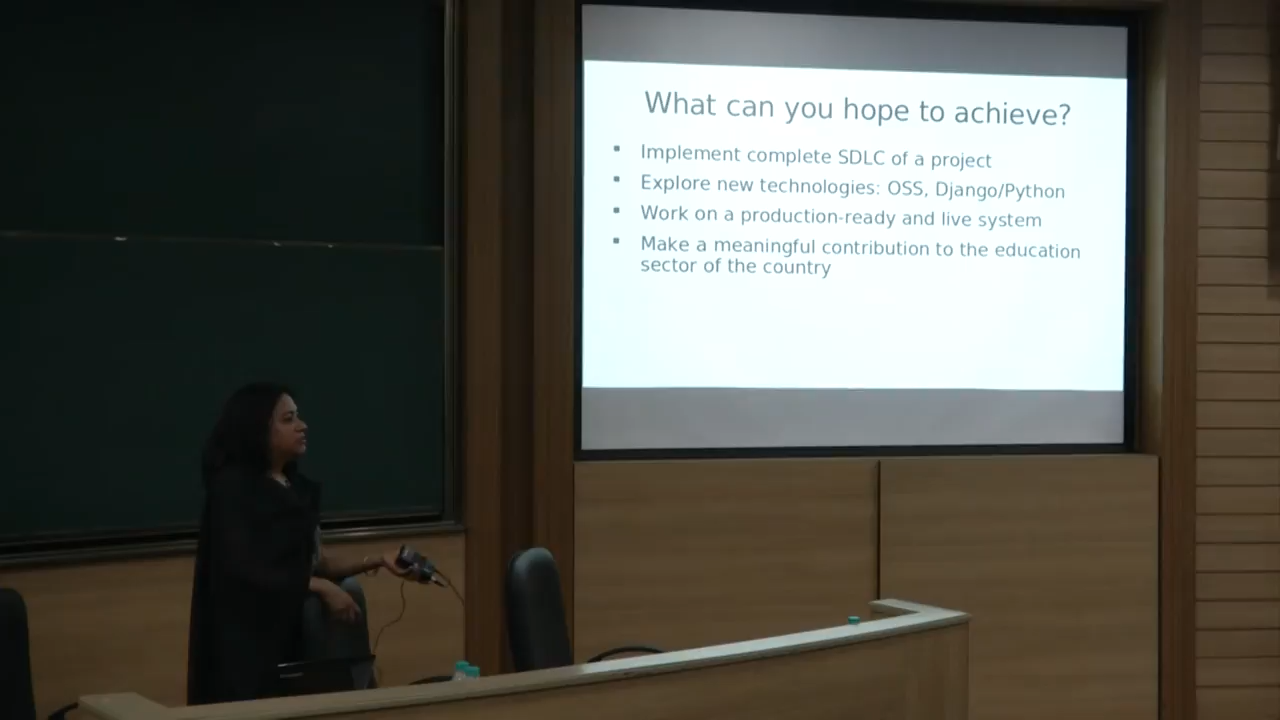 What can you hope to achieve?
▪ Implement complete SDLC of a project
▪ Explore new technologies: OSS, Django/Python
▪ Work on a production-ready and live system
▪ Make a meaningful contribution to the education
sector of the country